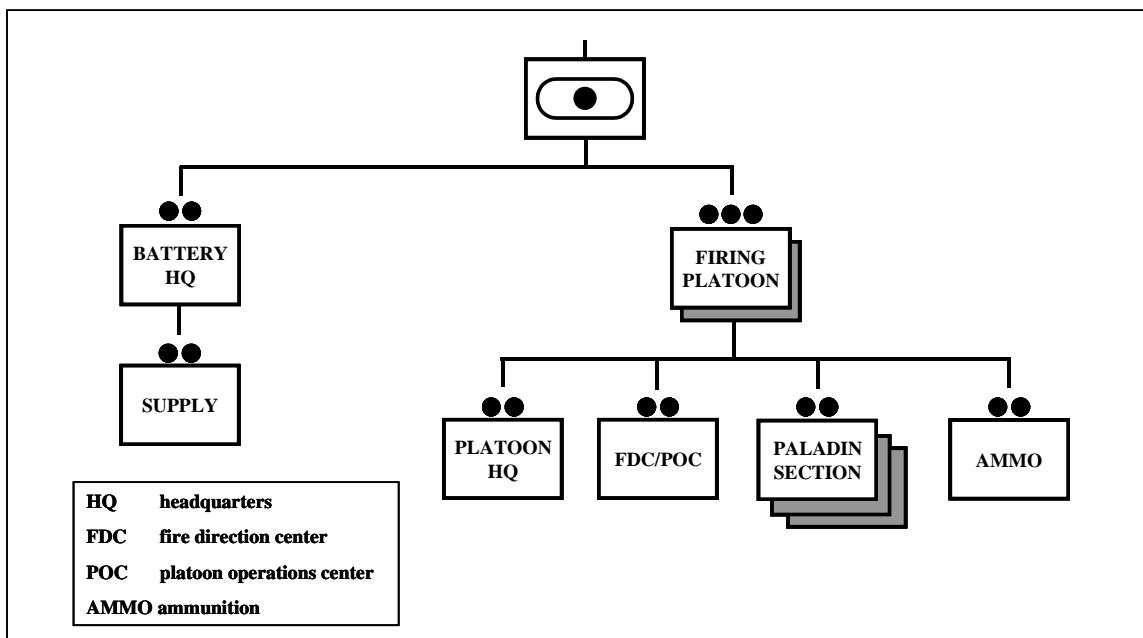 BATTERY
HQ
FIRING
PLATOON
SUPPLY
PLATOON
HQ
FDC/POC
PALADIN
SECTION
AMMO
HQ headquarters
FDC fire direction center
POC platoon operations center
AMMO ammunition